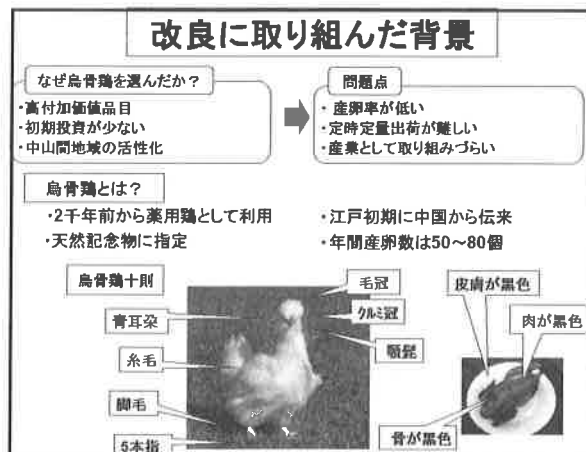 改良に取り組んだ背景
なぜ烏骨鶏を選んだか？
・高付加価値品目
・初期投資が少ない
・中山間地域の活性化
問題点
・産卵率が低い
・定時定量出荷が難しい
・産業として取り組みづらい
烏骨鶏とは？
・2千年前から薬用鶏として利用
・天然記念物に指定
・江戸初期に中国から伝来
・年間産卵数は50～80個
烏骨鶏十則
毛冠
クルミ冠
顎髭
青耳朶
糸毛
脚毛
5本指
皮膚が黒色
肉が黒色
骨が黒色